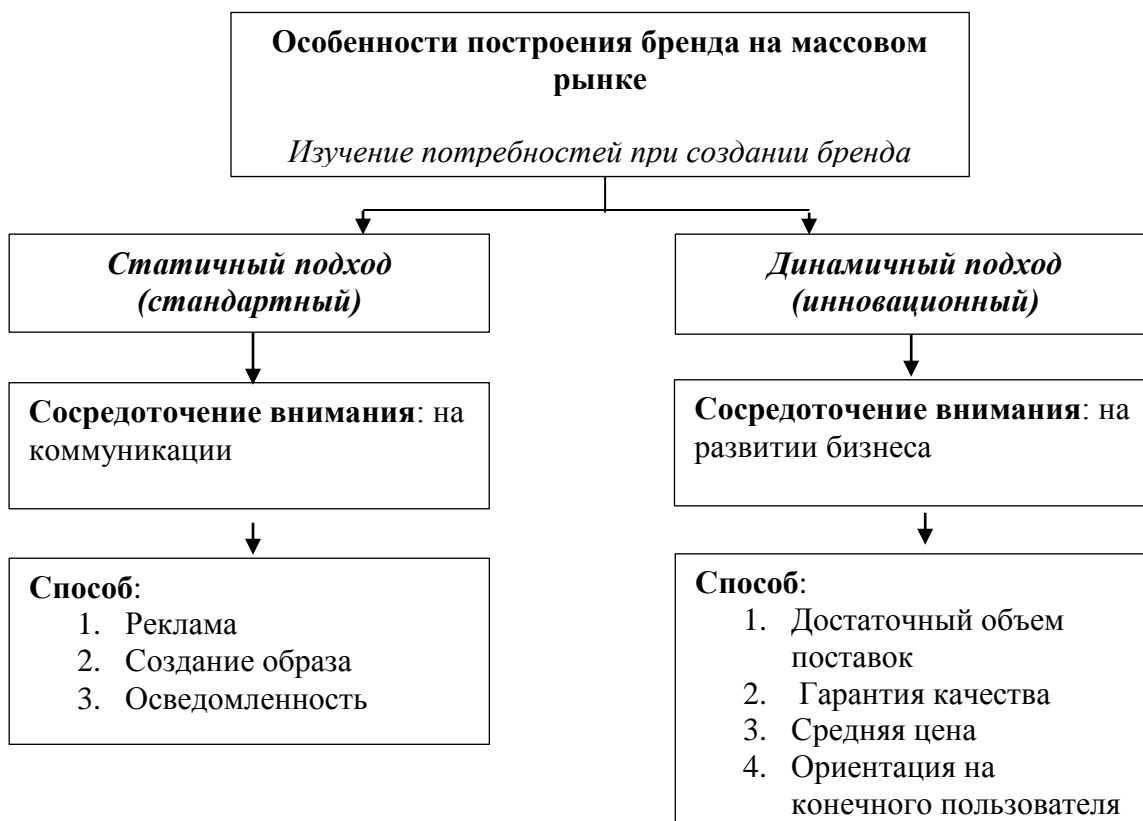 Особенности построения бренда на массовом
рынке
Изучение потребностей при создании бренда
Статичный подход
(стандартный)
Динамичный подход
(инновационный)
Сосредоточение внимания: на
коммуникации
Сосредоточение внимания: на
развитии бизнеса
Способ:
1. Реклама
2. Создание образа
3. Осведомленность
Способ:
1. Достаточный объем
поставок
2. Гарантия качества
3. Средняя цена
4. Ориентация на
конечного пользователя